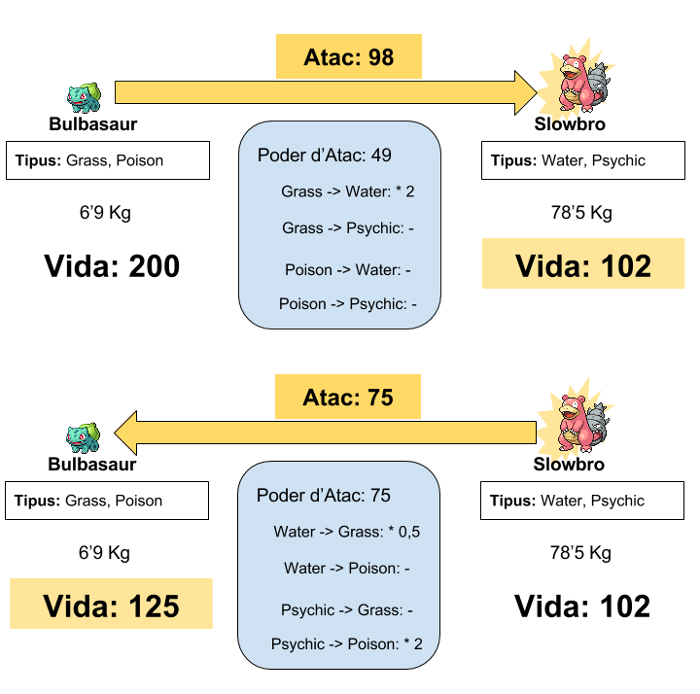 Atac: 98
Bulbasaur
Slowbro
Tipus: Grass, Poison
Poder d’Atac: 49
Tipus: Water, Psychic
Grass -> Water: * 2
6’9 Kg
Grass -> Psychic: -
78’5 Kg
Vida: 200
Poison -> Water: -
Vida: 102
Poison -> Psychic: -
Atac: 75
Bulbasaur
Slowbro
Tipus: Grass, Poison
Poder d’Atac: 75
Tipus: Water, Psychic
Water -> Grass: * 0,5
6’9 Kg
Water -> Poison: -
78’5 Kg
Vida: 125
Psychic -> Grass: -
Vida: 102
Psychic -> Poison: * 2